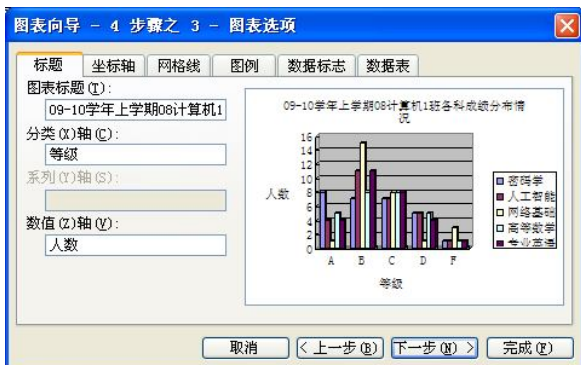 图表向导 - 4 步骤之 3 - 图表选项
标题 坐标轴 网格线 图例 数据标志 数据表
图表标题(T):
09-10学年上学期08计算机1
分类(X)轴(C):
等级
系列(Y)轴(S):
数值(Z)轴(V):
人数
09-10学年上学期08计算机1班各科成绩分布情
况
人数
16
14
12
10
8
6
4
2
0
A B C D F
等级
密码学
人工智能
网络基础
高等数学
专业英语
取消 < 上一步(B) 下一步(N) > 完成(F)